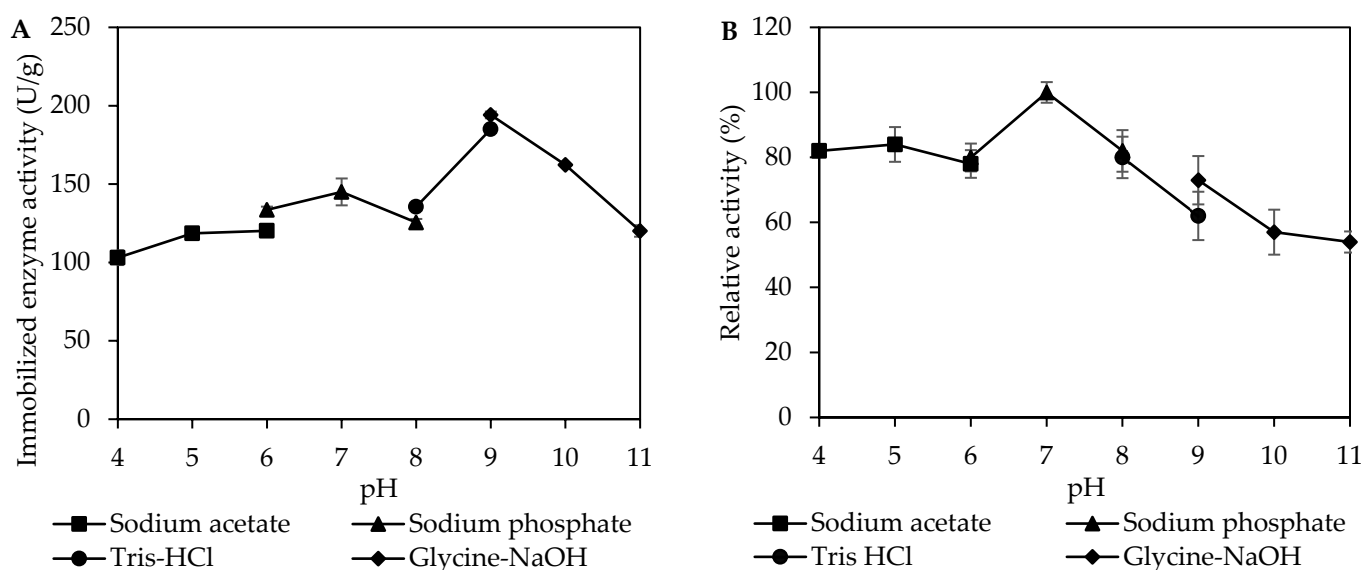 A
Immobilized enzyme activity (U/g)
250
200
150
100
50
0
4 5 6 7 8 9 10 11
pH
Sodium acetate Sodium phosphate
Tris-HCl Glycine-NaOH
B
Relative activity (%)
120
100
80
60
40
20
0
4 5 6 7 8 9 10 11
pH
Sodium acetate Sodium phosphate
Tris HCl Glycine-NaOH